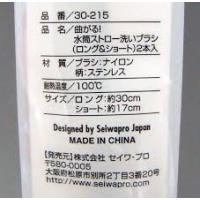 品 番／30-215
品 名／曲がる!
水筒ストロー洗いブラシ
(ロング&ショート)2本入
材 質／ブラシ:ナイロン
柄:ステンレス
耐熱温度／100℃
サイズ／ロ ン グ:約30cm
ショート:約17cm
Designed by Seiwapro Japan
MADE IN CHINA
【発売元】株式会社 セイワ・プロ
〒580-0005
大阪府松原市別所2丁目3番20号
www.seiwapro.com